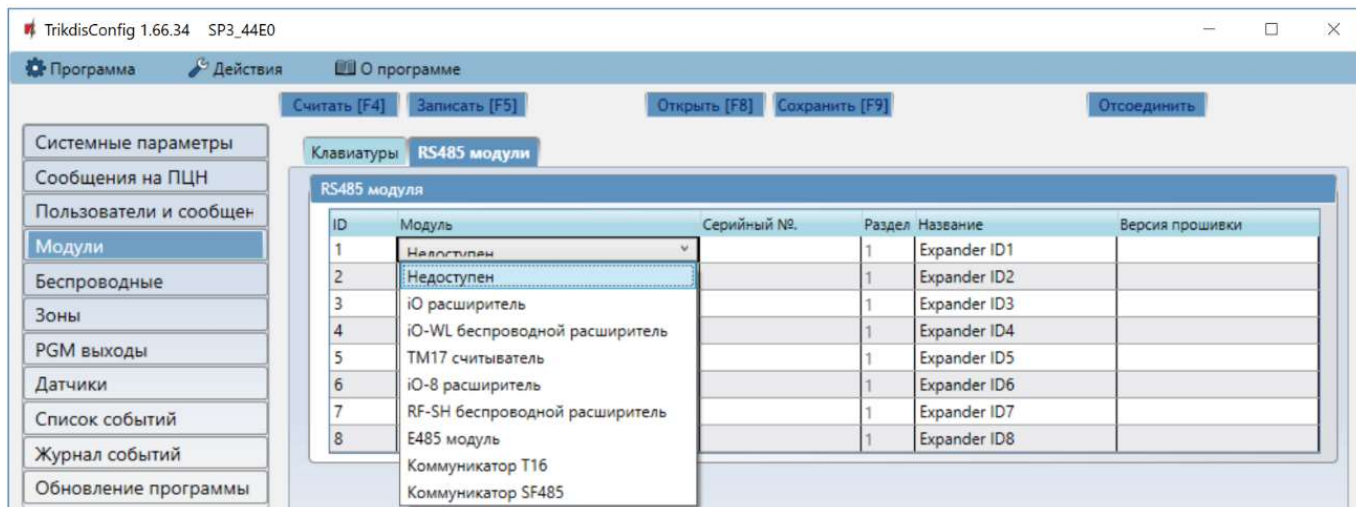 TrikdisConfig 1.66.34 SP3_44E0
Программа Действия О программе
Считать [F4] Записать [F5] Открыть [F8] Сохранить [F9] Отсоединить
Системные параметры
Сообщения на ПЦН
Пользователи и сообщен
Модули
Беспроводные
Зоны
PGM выходы
Датчики
Список событий
Журнал событий
Обновление программы
Клавиатуры RS485 модули
RS485 модуля
ID Модуль Серийный №. Раздел Название Версия прошивки
1 Недоступен 1 Expander ID1
2 Недоступен 1 Expander ID2
3 iO расширитель 1 Expander ID3
4 iO-WL беспроводной расширитель 1 Expander ID4
5 TM17 считыватель 1 Expander ID5
6 iO-8 расширитель 1 Expander ID6
7 RF-SH беспроводной расширитель 1 Expander ID7
8 E485 модуль 1 Expander ID8
Коммуникатор T16
Коммуникатор SF485